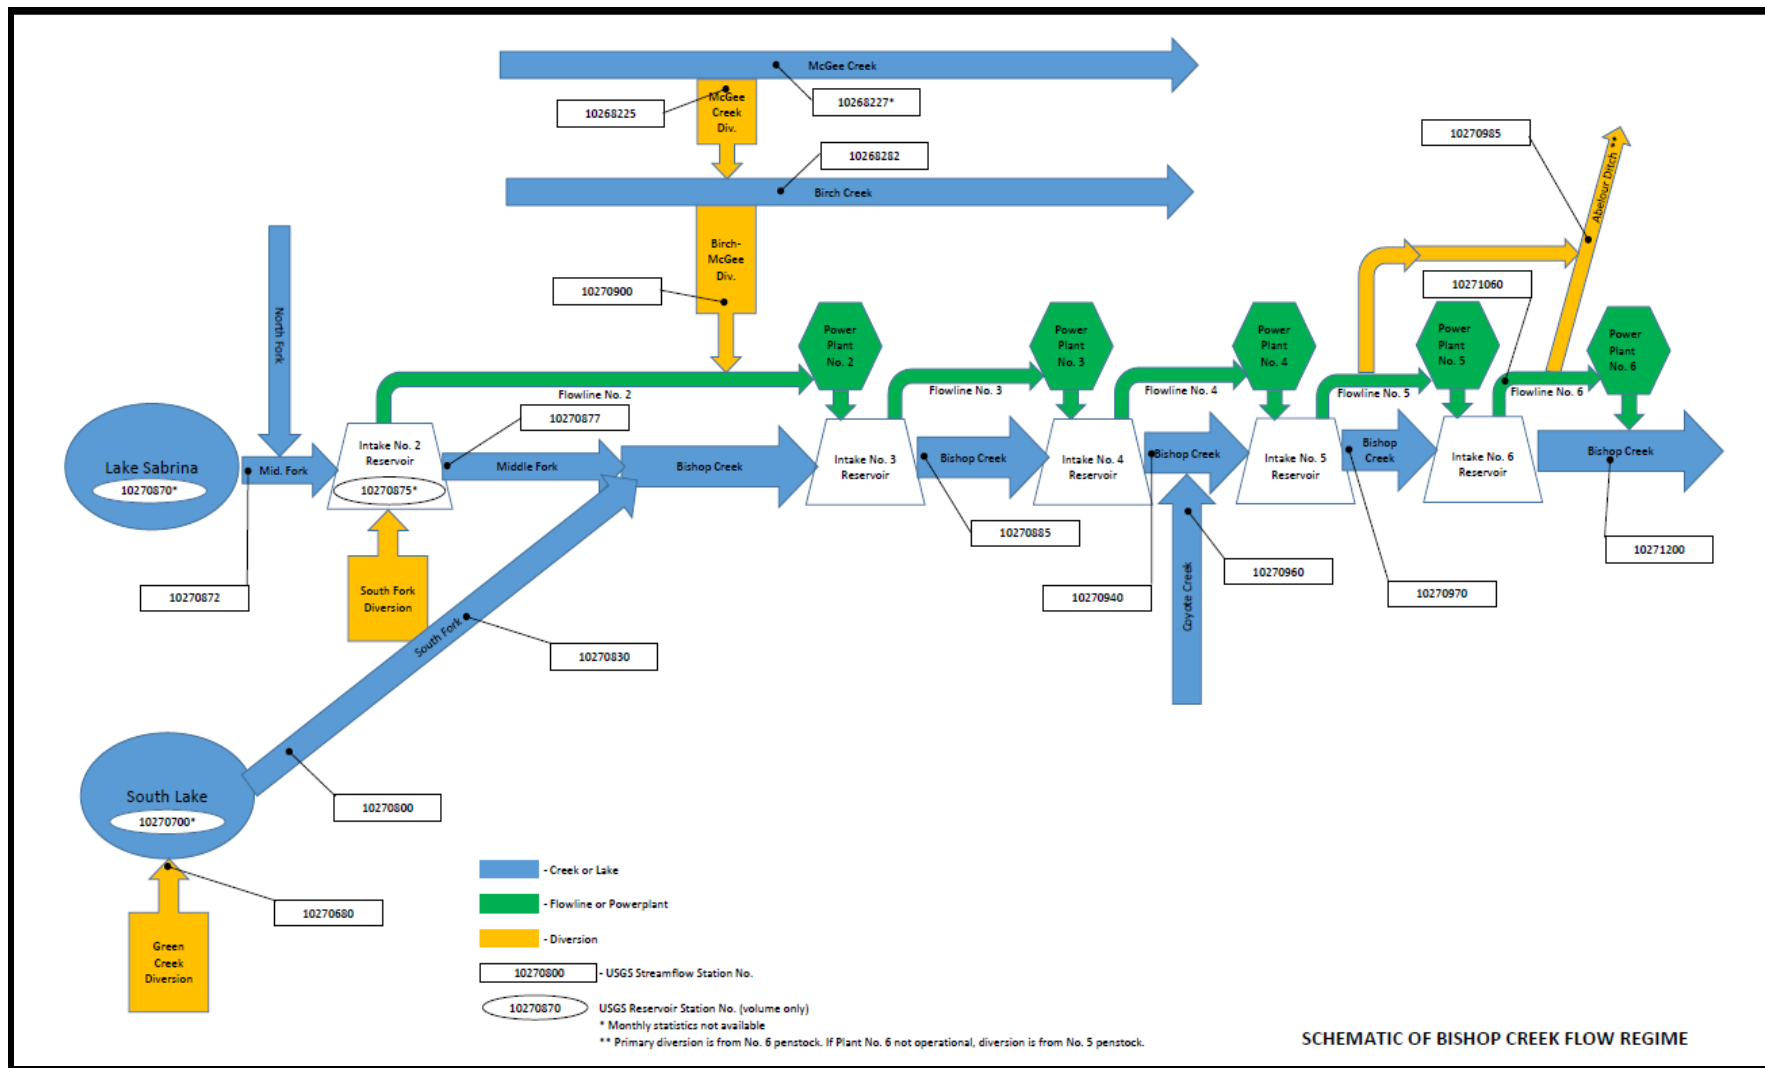 McGee Creek
10268225
McGee
Creek
Div.
10268227*
10268282
Birch Creek
10270985
Abelour Ditch **
North Fork
Birch-
McGee
Div.
10270900
10271060
Power
Plant
No. 2
Power
Plant
No. 3
Power
Plant
No. 4
Power
Plant
No. 5
Power
Plant
No. 6
Flowline No. 2
Flowline No. 3
Flowline No. 4
Flowline No. 5
Flowline No. 6
10270877
Lake Sabrina
10270870*
Mid. Fork
Intake No. 2
Reservoir
10270875*
Middle Fork
Bishop Creek
Intake No. 3
Reservoir
Bishop Creek
Intake No. 4
Reservoir
Bishop Creek
Intake No. 5
Reservoir
Bishop
Creek
Intake No. 6
Reservoir
Bishop Creek
10270885
10271200
10270872
South Fork
Diversion
10270940
10270960
10270970
Coyote Creek
South Fork
10270830
South Lake
10270700*
10270800
10270680
Green
Creek
Diversion
- Creek or Lake
- Flowline or Powerplant
- Diversion
10270800 - USGS Streamflow Station No.
10270870 USGS Reservoir Station No. (volume only)
* Monthly statistics not available
** Primary diversion is from No. 6 penstock. If Plant No. 6 not operational, diversion is from No. 5 penstock.
SCHEMATIC OF BISHOP CREEK FLOW REGIME